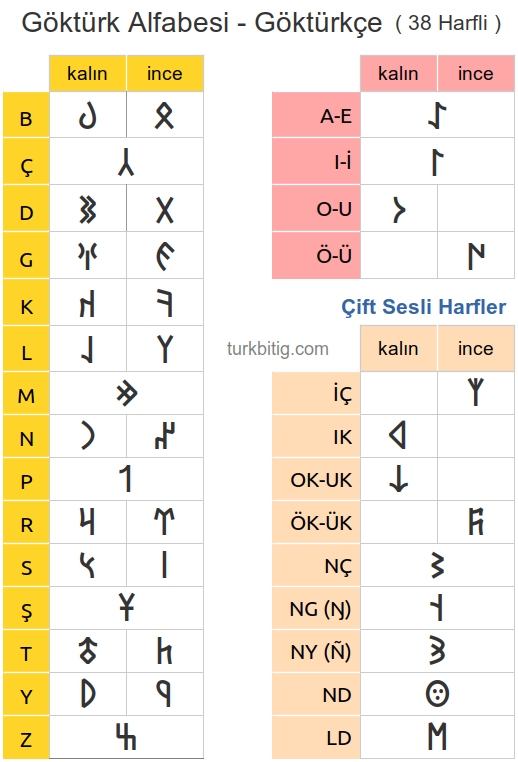 Göktürk Alfabesi - Göktürkçe ( 38 Harfli )
kalın ince
B 𐰉 𐰋
Ç 𐰲
D 𐰑 𐰓
G 𐰍 𐰏
K 𐰴 𐰚
L 𐰞 𐰠
M 𐰢
N 𐰣 𐰤
P 𐰯
R 𐰺 𐰼
S 𐰽 𐰾
Ş 𐱁
T 𐱃 𐱅
Y 𐰖 𐰘
Z 𐰔
kalın ince
A-E 𐰀
I-İ 𐰃
O-U 𐰆
Ö-Ü 𐰇
Çift Sesli Harfler
turkbitig.com
kalın ince
İÇ 𐰱
IK 𐰶
OK-UK 𐰸
ÖK-ÜK 𐰜
NÇ 𐰨
NG (Ŋ) 𐰭
NY (Ñ) 𐰪
ND 𐰦
LD 𐰡